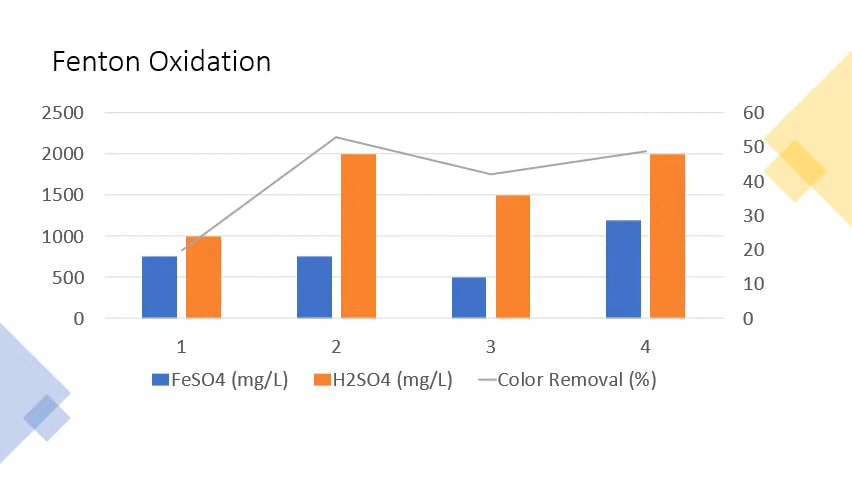 Fenton Oxidation
2500 60
2000 50
1500 40
1000 30
500 20
0 10
0
1 2 3 4
FeSO4 (mg/L) H2SO4 (mg/L) Color Removal (%)